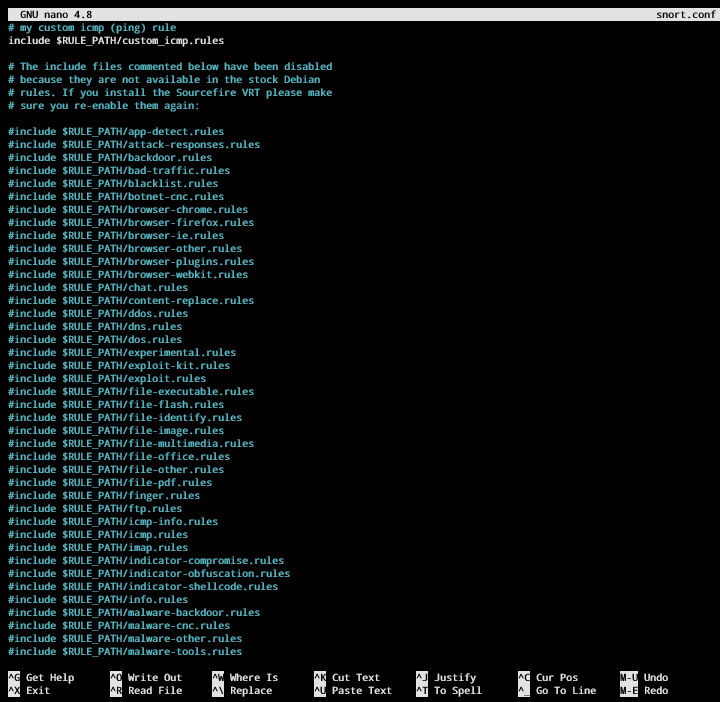 GNU nano 4.8 snort.conf
# my custom icmp (ping) rule
include $RULE_PATH/custom_icmp.rules
# The include files commented below have been disabled
# because they are not available in the stock Debian
# rules. If you install the Sourcefire VRT please make
# sure you re-enable them again:
#include $RULE_PATH/app-detect.rules
#include $RULE_PATH/attack-responses.rules
#include $RULE_PATH/backdoor.rules
#include $RULE_PATH/bad-traffic.rules
#include $RULE_PATH/blacklist.rules
#include $RULE_PATH/botnet-cnc.rules
#include $RULE_PATH/browser-chrome.rules
#include $RULE_PATH/browser-firefox.rules
#include $RULE_PATH/browser-ie.rules
#include $RULE_PATH/browser-other.rules
#include $RULE_PATH/browser-plugins.rules
#include $RULE_PATH/browser-webkit.rules
#include $RULE_PATH/chat.rules
#include $RULE_PATH/content-replace.rules
#include $RULE_PATH/ddos.rules
#include $RULE_PATH/dns.rules
#include $RULE_PATH/dos.rules
#include $RULE_PATH/experimental.rules
#include $RULE_PATH/exploit-kit.rules
#include $RULE_PATH/exploit.rules
#include $RULE_PATH/file-executable.rules
#include $RULE_PATH/file-flash.rules
#include $RULE_PATH/file-identify.rules
#include $RULE_PATH/file-image.rules
#include $RULE_PATH/file-multimedia.rules
#include $RULE_PATH/file-office.rules
#include $RULE_PATH/file-other.rules
#include $RULE_PATH/file-pdf.rules
#include $RULE_PATH/finger.rules
#include $RULE_PATH/ftp.rules
#include $RULE_PATH/icmp-info.rules
#include $RULE_PATH/icmp.rules
#include $RULE_PATH/imap.rules
#include $RULE_PATH/indicator-compromise.rules
#include $RULE_PATH/indicator-obfuscation.rules
#include $RULE_PATH/indicator-shellcode.rules
#include $RULE_PATH/info.rules
#include $RULE_PATH/malware-backdoor.rules
#include $RULE_PATH/malware-cnc.rules
#include $RULE_PATH/malware-other.rules
#include $RULE_PATH/malware-tools.rules
^G Get Help ^O Write Out ^W Where Is ^K Cut Text ^J Justify ^C Cur Pos M-U Undo
^X Exit ^R Read File ^\ Replace ^U Paste Text ^T To Spell ^_ Go To Line M-E Redo